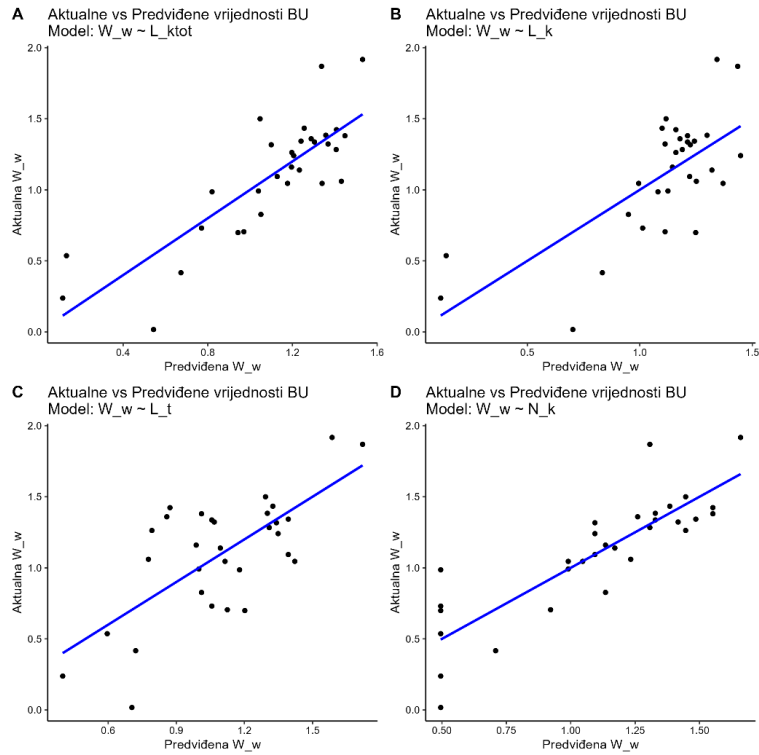 A
Aktualne vs Predviđene vrijednosti BU
Model: W_w ~ L_ktot
2.0
1.5
1.0
0.5
0.0
Aktualna W_w
0.4
0.8
1.2
1.6
Predviđena W_w
B
Aktualne vs Predviđene vrijednosti BU
Model: W_w ~ L_k
2.0
1.5
1.0
0.5
0.0
Aktualna W_w
0.5
1.0
1.5
Predviđena W_w
C
Aktualne vs Predviđene vrijednosti BU
Model: W_w ~ L_t
2.0
1.5
1.0
0.5
0.0
Aktualna W_w
0.6
0.9
1.2
1.5
Predviđena W_w
D
Aktualne vs Predviđene vrijednosti BU
Model: W_w ~ N_k
2.0
1.5
1.0
0.5
0.0
Aktualna W_w
0.50
0.75
1.00
1.25
1.50
Predviđena W_w